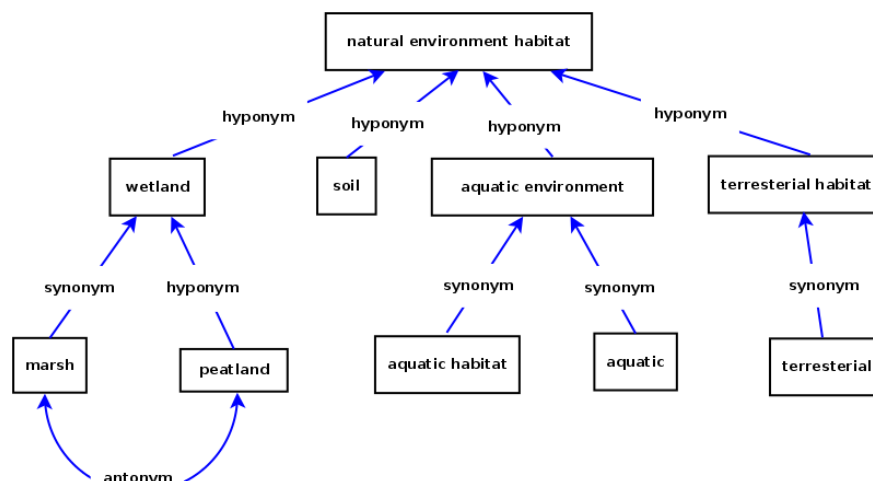 natural environment habitat
hyponym
hyponym
hyponym
hyponym
wetland
soil
aquatic environment
terresterial habitat
synonym
hyponym
synonym
synonym
synonym
marsh
peatland
aquatic habitat
aquatic
terresterial
antonym